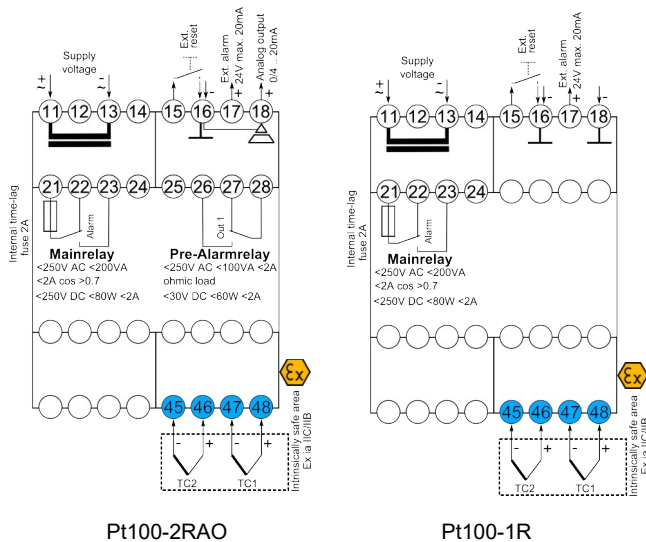 Supply
voltage
+
~
-
~
Ext.
reset
-
Ext. alarm
24V max. 20mA
+
Analog output
0/4 .. 20mA
+
11 12 13 14 15 16 17 18
21 22 23 24 25 26 27 28
Internal time-lag
fuse 2A
Alarm
Out 1
Mainrelay
<250V AC <200VA
<2A cos >0.7
<250V DC <80W <2A
Pre-Alarmrelay
<250V AC <100VA <2A
ohmic load
<30V DC <60W <2A
Ex
45 46 47 48
- + - +
TC2 TC1
Intrinsically safe area
Ex ia IIC/IIB
Pt100-2RAO
Supply
voltage
+
~
-
~
Ext.
reset
-
Ext. alarm
24V max. 20mA
+
-
11 12 13 14 15 16 17 18
21 22 23 24
Internal time-lag
fuse 2A
Alarm
Mainrelay
<250V AC <200VA
<2A cos >0.7
<250V DC <80W <2A
Ex
45 46 47 48
- + - +
TC2 TC1
Intrinsically safe area
Ex ia IIC/IIB
Pt100-1R